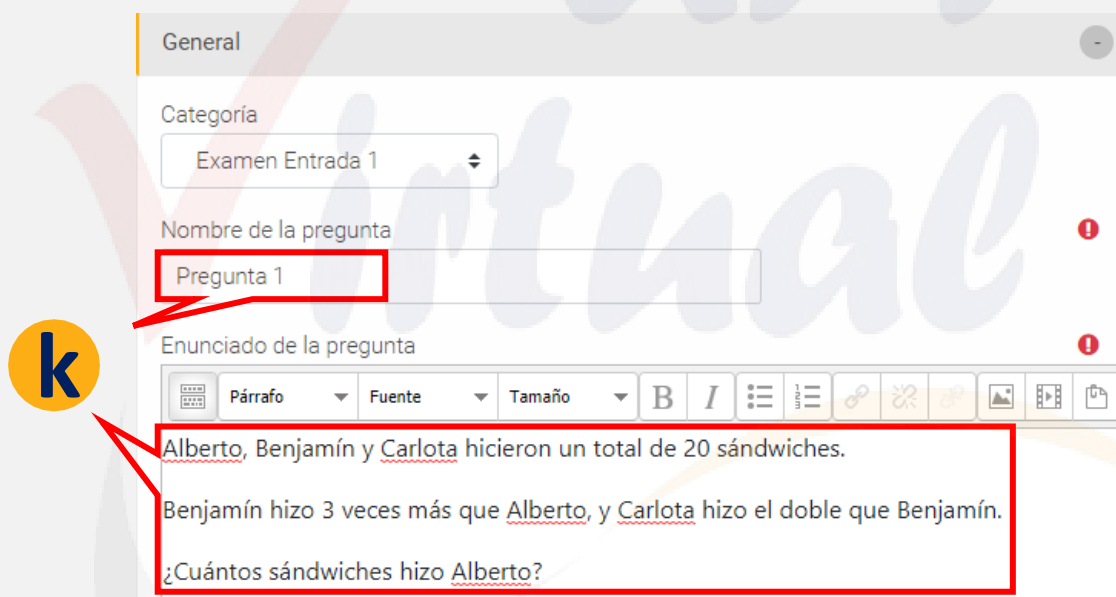 General
-
Categoría
Examen Entrada 1
Nombre de la pregunta
Pregunta 1
k
Enunciado de la pregunta
Párrafo Fuente Tamaño B I
Alberto, Benjamín y Carlota hicieron un total de 20 sándwiches.
Benjamín hizo 3 veces más que Alberto, y Carlota hizo el doble que Benjamín.
¿Cuántos sándwiches hizo Alberto?
Virtual